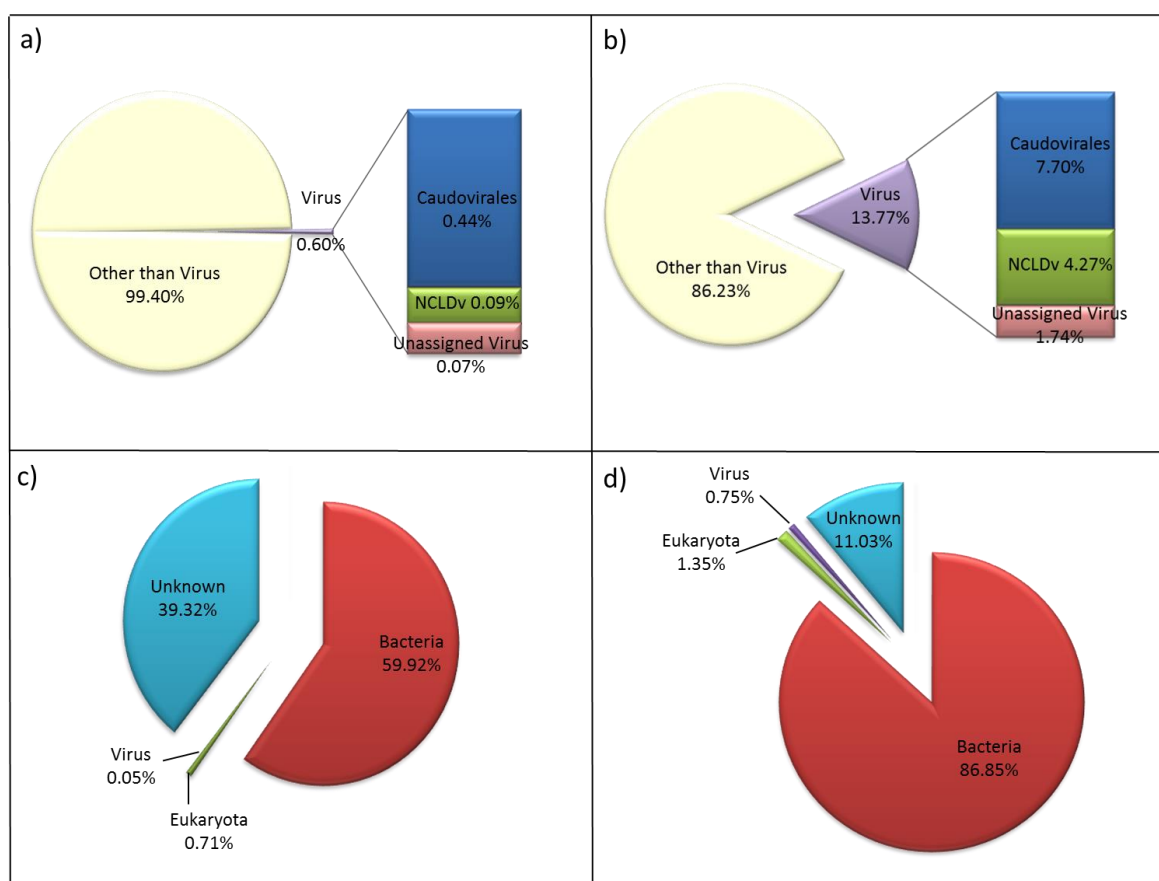 a)
Virus
0.60%
Other than Virus
99.40%
Caudovirales
0.44%
NCLDv 0.09%
Unassigned Virus
0.07%
b)
Other than Virus
86.23%
Virus
13.77%
Caudovirales
7.70%
NCLDv 4.27%
Unassigned Virus
1.74%
c)
Unknown
39.32%
Bacteria
59.92%
Virus
0.05%
Eukaryota
0.71%
d)
Virus
0.75%
Eukaryota
1.35%
Unknown
11.03%
Bacteria
86.85%